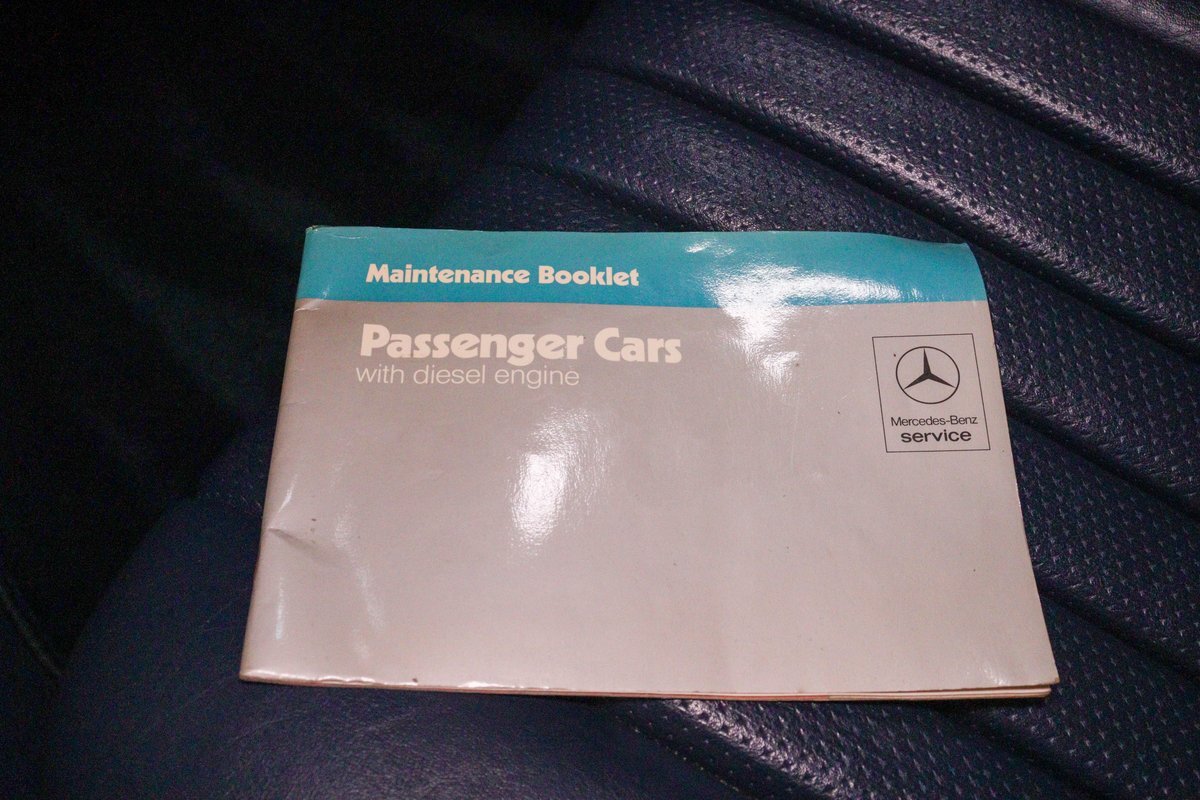 Maintenance Booklet
Passenger Cars
with diesel engine
Mercedes-Benz
service